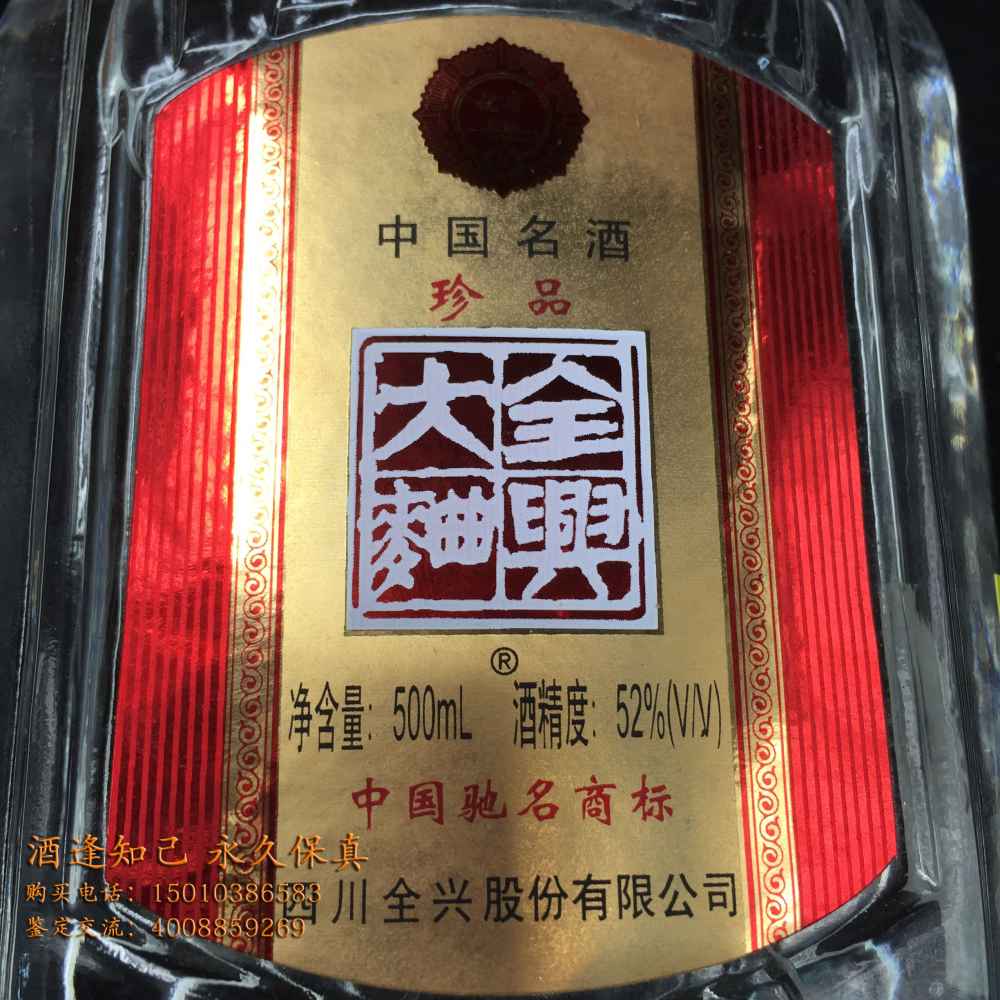 中国名酒
珍品
全興大麯
®
净含量：500mL 酒精度：52%(V/V)
中国驰名商标
四川全兴股份有限公司
酒逢知己 永久保真
购买电话：15010386583
鉴定交流：4008859269